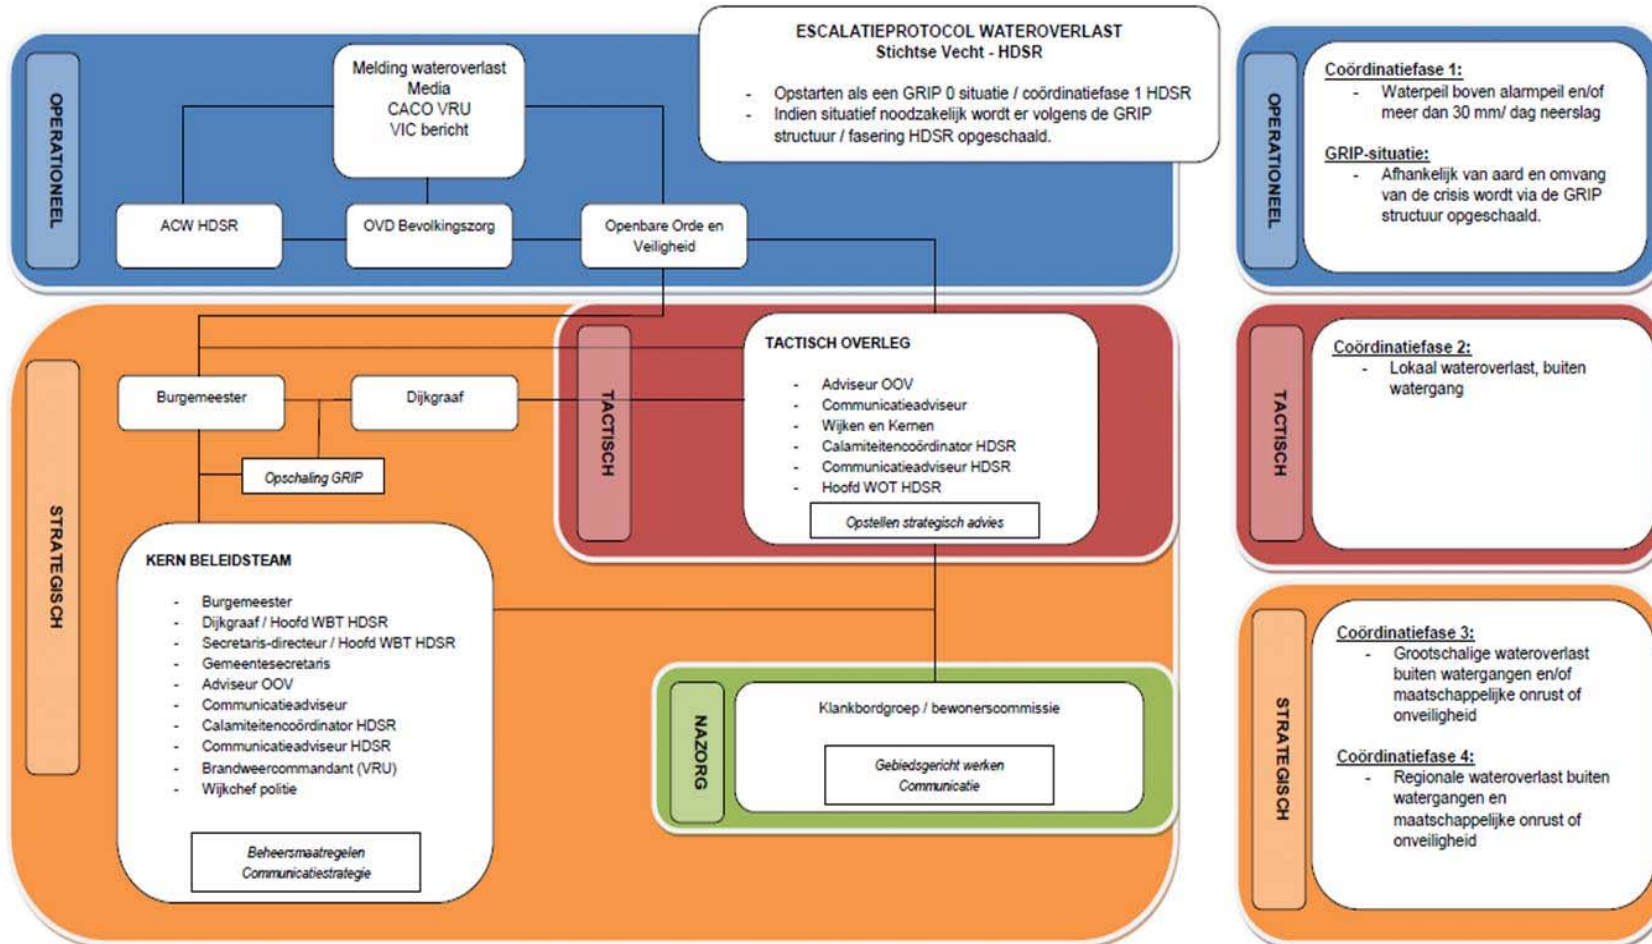 ESCALATIEPROTOCOL WATEROVERLAST
Stichtse Vecht - HDSR
- Opstarten als een GRIP 0 situatie / coördinatiefase 1 HDSR
- Indien situatief noodzakelijk wordt er volgens de GRIP
structuur / fasering HDSR opgeschaald.
OPERATIONEEL
Melding wateroverlast
Media
CACO VRU
VIC bericht
ACW HDSR
OVD Bevolkingszorg
Openbare Orde en
Veiligheid
STRATEGISCH
Burgemeester
Dijkgraaf
Opschaling GRIP
KERN BELEIDSTEAM
- Burgemeester
- Dijkgraaf / Hoofd WBT HDSR
- Secretaris-directeur / Hoofd WBT HDSR
- Gemeentesecretaris
- Adviseur OOV
- Communicatieadviseur
- Calamiteitencoördinator HDSR
- Communicatieadviseur HDSR
- Brandweercommandant (VRU)
- Wijkchef politie
Beheersmaatregelen
Communicatiestrategie
TACTISCH
TACTISCH OVERLEG
- Adviseur OOV
- Communicatieadviseur
- Wijken en Kernen
- Calamiteitencoördinator HDSR
- Communicatieadviseur HDSR
- Hoofd WOT HDSR
Opstellen strategisch advies
NAZORG
Klankbordgroep / bewonerscommissie
Gebiedsgericht werken
Communicatie
OPERATIONEEL
Coördinatiefase 1:
- Waterpeil boven alarmpeil en/of
meer dan 30 mm/ dag neerslag
GRIP-situatie:
- Afhankelijk van aard en omvang
van de crisis wordt via de GRIP
structuur opgeschaald.
TACTISCH
Coördinatiefase 2:
- Lokaal wateroverlast, buiten
watergang
STRATEGISCH
Coördinatiefase 3:
- Grootschalige wateroverlast
buiten watergangen en/of
maatschappelijke onrust of
onveiligheid
Coördinatiefase 4:
- Regionale wateroverlast buiten
watergangen en
maatschappelijke onrust of
onveiligheid